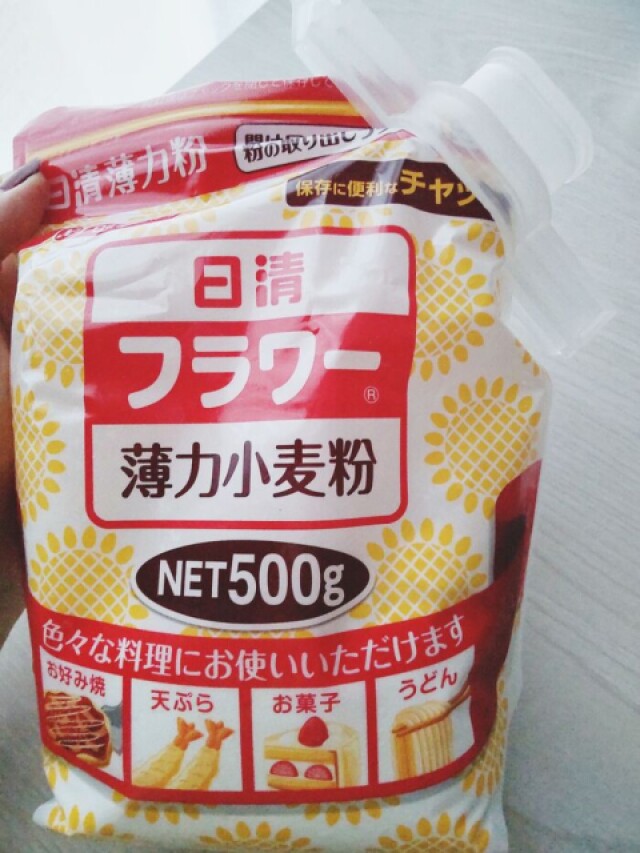 日清薄力粉
粉の取り出し
保存に便利なチャッ
日清
フラワー®
薄力小麦粉
NET500g
色々な料理にお使いいただけます
お好み焼
天ぷら
お菓子
うどん